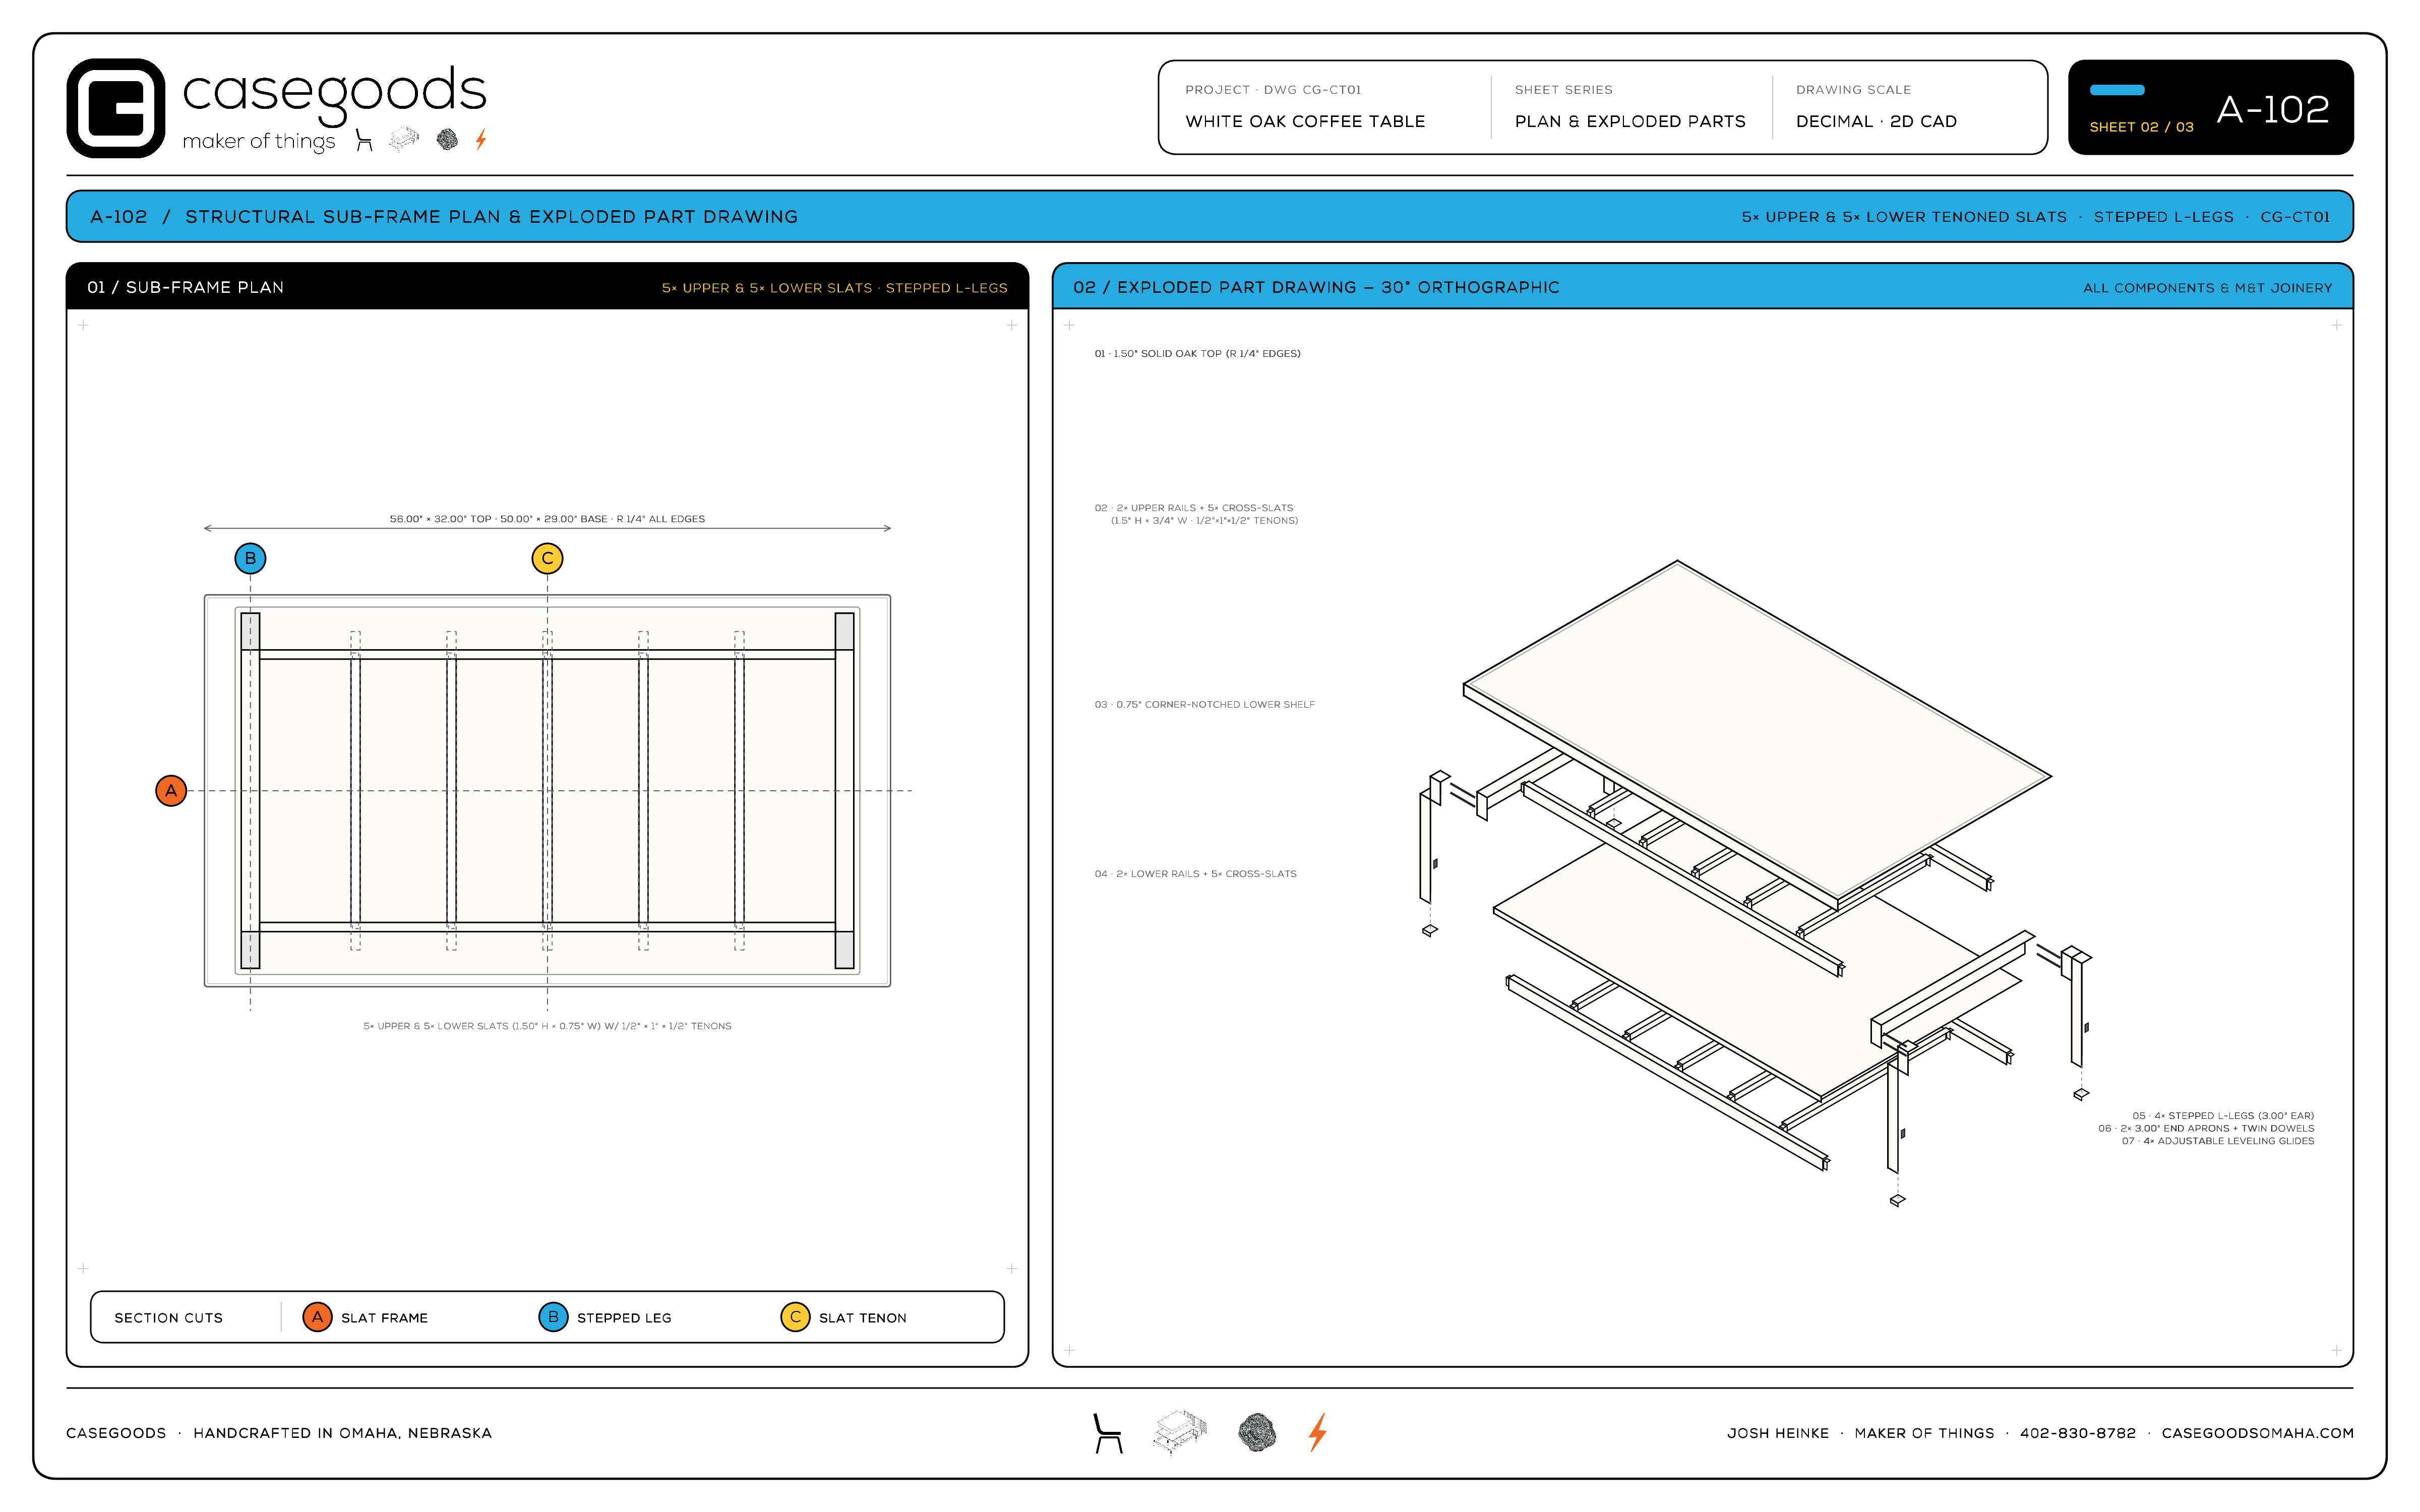 casegoods
maker of things
PROJECT · DWG CG-CT01
WHITE OAK COFFEE TABLE
SHEET SERIES
PLAN & EXPLODED PARTS
DRAWING SCALE
DECIMAL · 2D CAD
SHEET 02 / 03
A-102
A-102 / STRUCTURAL SUB-FRAME PLAN & EXPLODED PART DRAWING
5× UPPER & 5× LOWER TENONED SLATS · STEPPED L-LEGS · CG-CT01
01 / SUB-FRAME PLAN
5× UPPER & 5× LOWER SLATS · STEPPED L-LEGS
56.00" × 32.00" TOP · 50.00" × 29.00" BASE · R 1/4" ALL EDGES
B
C
A
5× UPPER & 5× LOWER SLATS (1.50" H × 0.75" W) W/ 1/2" × 1" × 1/2" TENONS
SECTION CUTS
A SLAT FRAME
B STEPPED LEG
C SLAT TENON
02 / EXPLODED PART DRAWING – 30° ORTHOGRAPHIC
ALL COMPONENTS & M&T JOINERY
01 · 1.50" SOLID OAK TOP (R 1/4" EDGES)
02 · 2× UPPER RAILS + 5× CROSS-SLATS
(1.5" H × 3/4" W · 1/2"×1"×1/2" TENONS)
03 · 0.75" CORNER-NOTCHED LOWER SHELF
04 · 2× LOWER RAILS + 5× CROSS-SLATS
05 · 4× STEPPED L-LEGS (3.00" EAR)
06 · 2× 3.00" END APRONS + TWIN DOWELS
07 · 4× ADJUSTABLE LEVELING GLIDES
CASEGOODS · HANDCRAFTED IN OMAHA, NEBRASKA
JOSH HEINKE · MAKER OF THINGS · 402-830-8782 · CASEGOODSOMAHA.COM